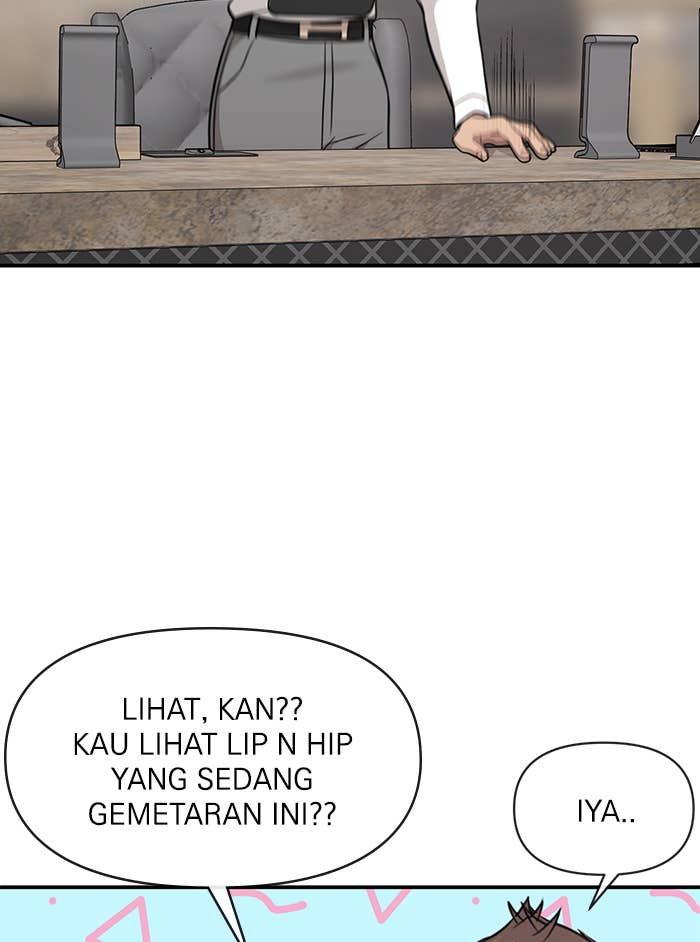 LIHAT, KAN??
KAU LIHAT LIP N HIP
YANG SEDANG
GEMETARAN INI??
IYA..